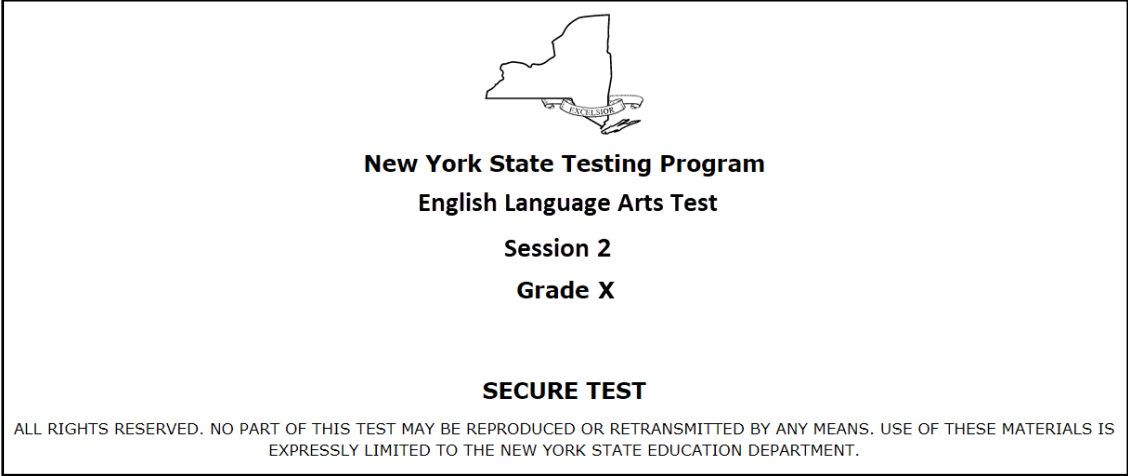 EXCELSIOR
New York State Testing Program
English Language Arts Test
Session 2
Grade X
SECURE TEST
ALL RIGHTS RESERVED. NO PART OF THIS TEST MAY BE REPRODUCED OR RETRANSMITTED BY ANY MEANS. USE OF THESE MATERIALS IS
EXPRESSLY LIMITED TO THE NEW YORK STATE EDUCATION DEPARTMENT.